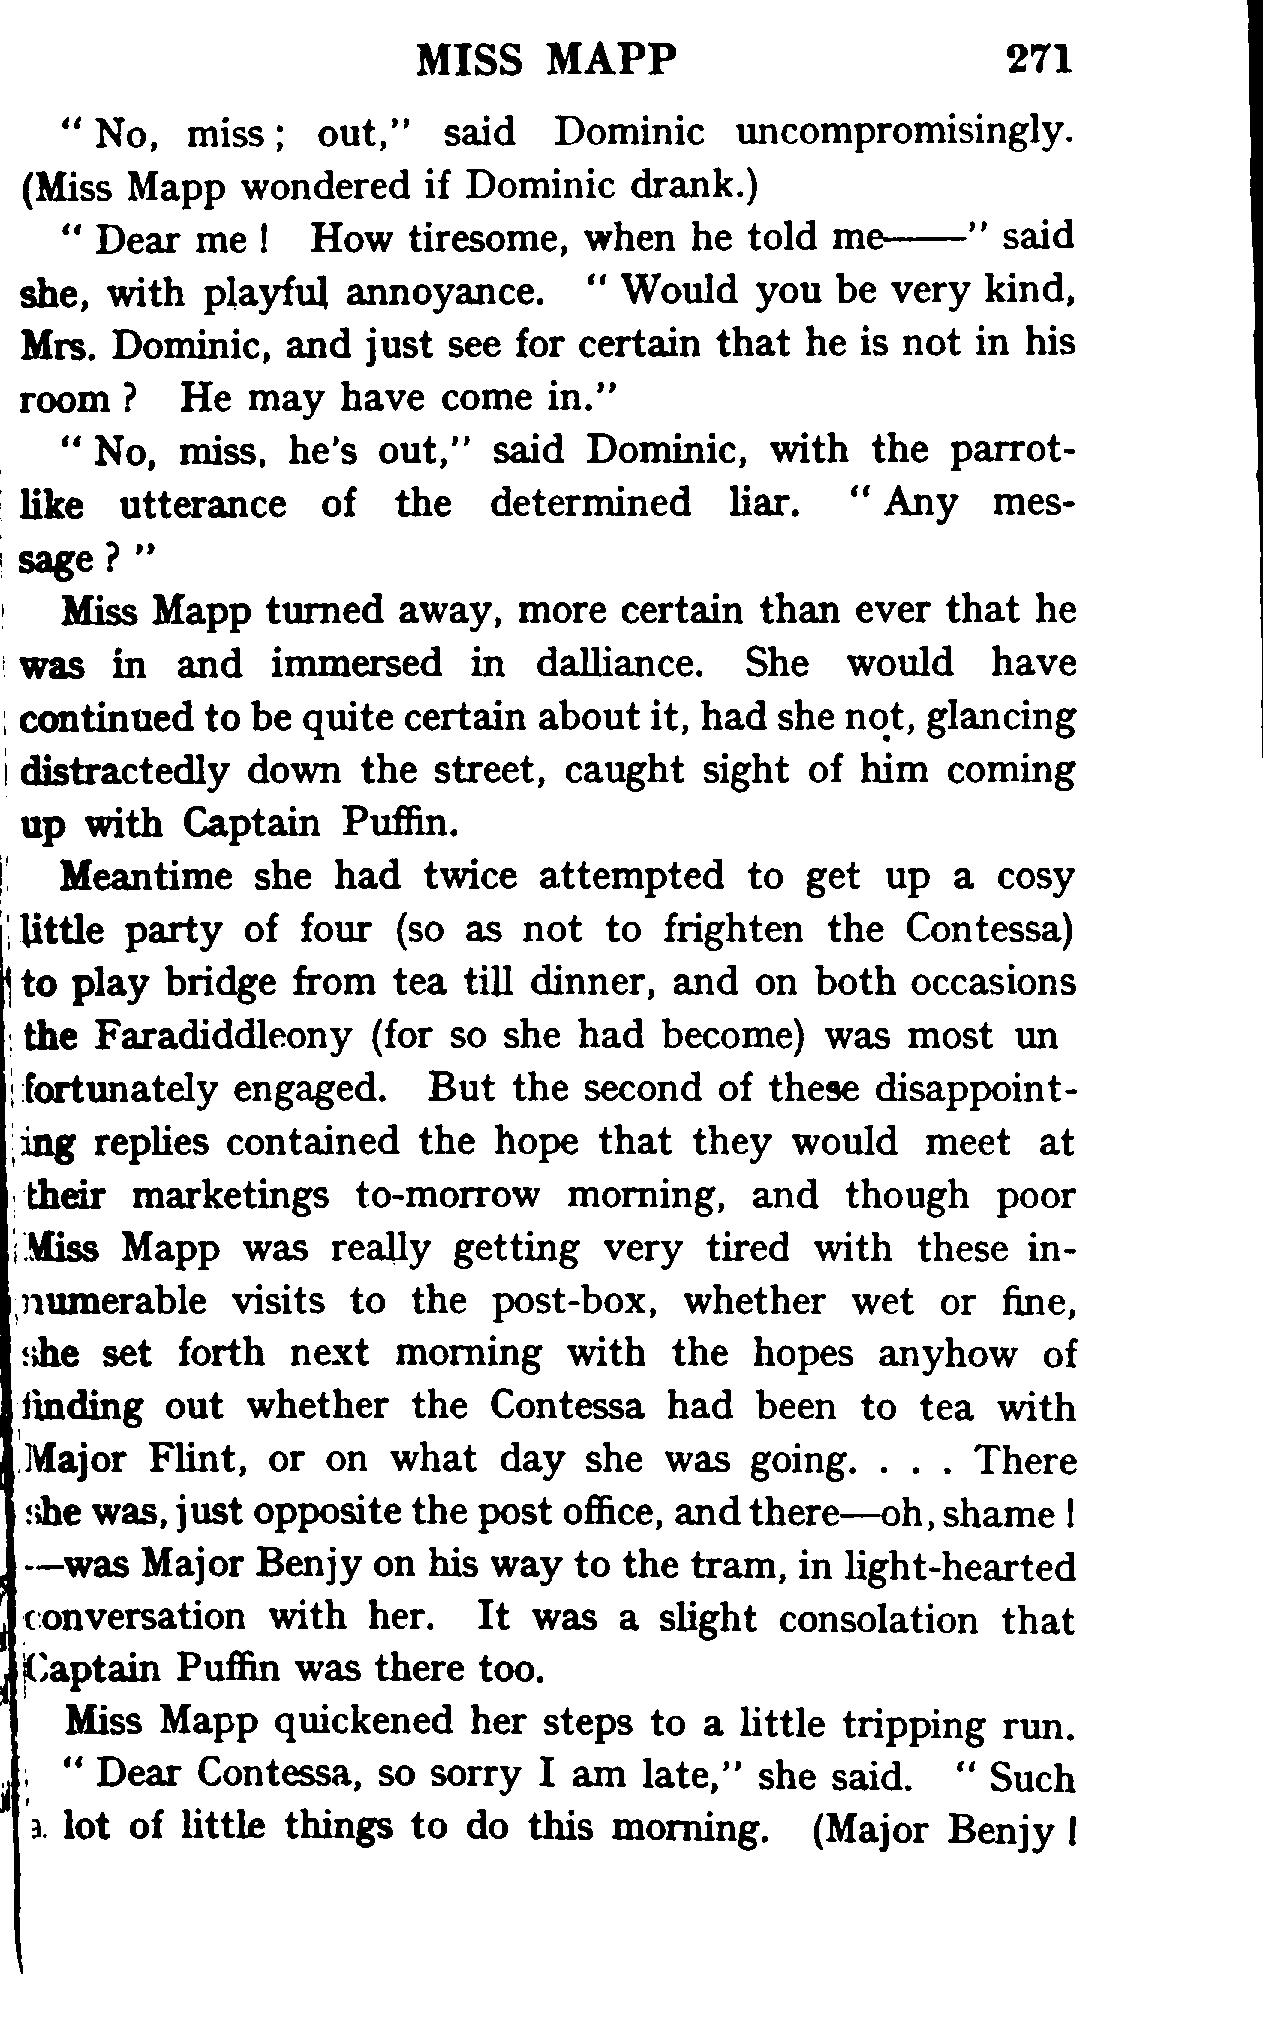 MISS MAPP 271
" No, miss ; out," said Dominic uncompromisingly.
(Miss Mapp wondered if Dominic drank.)
" Dear me ! How tiresome, when he told me——" said
she, with playful annoyance. " Would you be very kind,
Mrs. Dominic, and just see for certain that he is not in his
room ? He may have come in."
" No, miss, he's out," said Dominic, with the parrot-
like utterance of the determined liar. " Any mes-
sage ? "
Miss Mapp turned away, more certain than ever that he
was in and immersed in dalliance. She would have
continued to be quite certain about it, had she not, glancing
distractedly down the street, caught sight of him coming
up with Captain Puffin.
Meantime she had twice attempted to get up a cosy
little party of four (so as not to frighten the Contessa)
to play bridge from tea till dinner, and on both occasions
the Faradiddleony (for so she had become) was most un
fortunately engaged. But the second of these disappoint-
ing replies contained the hope that they would meet at
their marketings to-morrow morning, and though poor
Miss Mapp was really getting very tired with these in-
numerable visits to the post-box, whether wet or fine,
she set forth next morning with the hopes anyhow of
finding out whether the Contessa had been to tea with
Major Flint, or on what day she was going. . . . There
she was, just opposite the post office, and there—oh, shame !
—was Major Benjy on his way to the tram, in light-hearted
conversation with her. It was a slight consolation that
Captain Puffin was there too.
Miss Mapp quickened her steps to a little tripping run.
" Dear Contessa, so sorry I am late," she said. " Such
a lot of little things to do this morning. (Major Benjy !